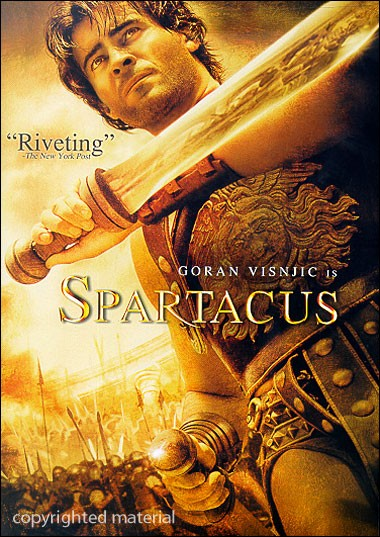 “Riveting”
-The New York Post
GORAN VISNJIC IS
SPARTACUS
copyrighted material